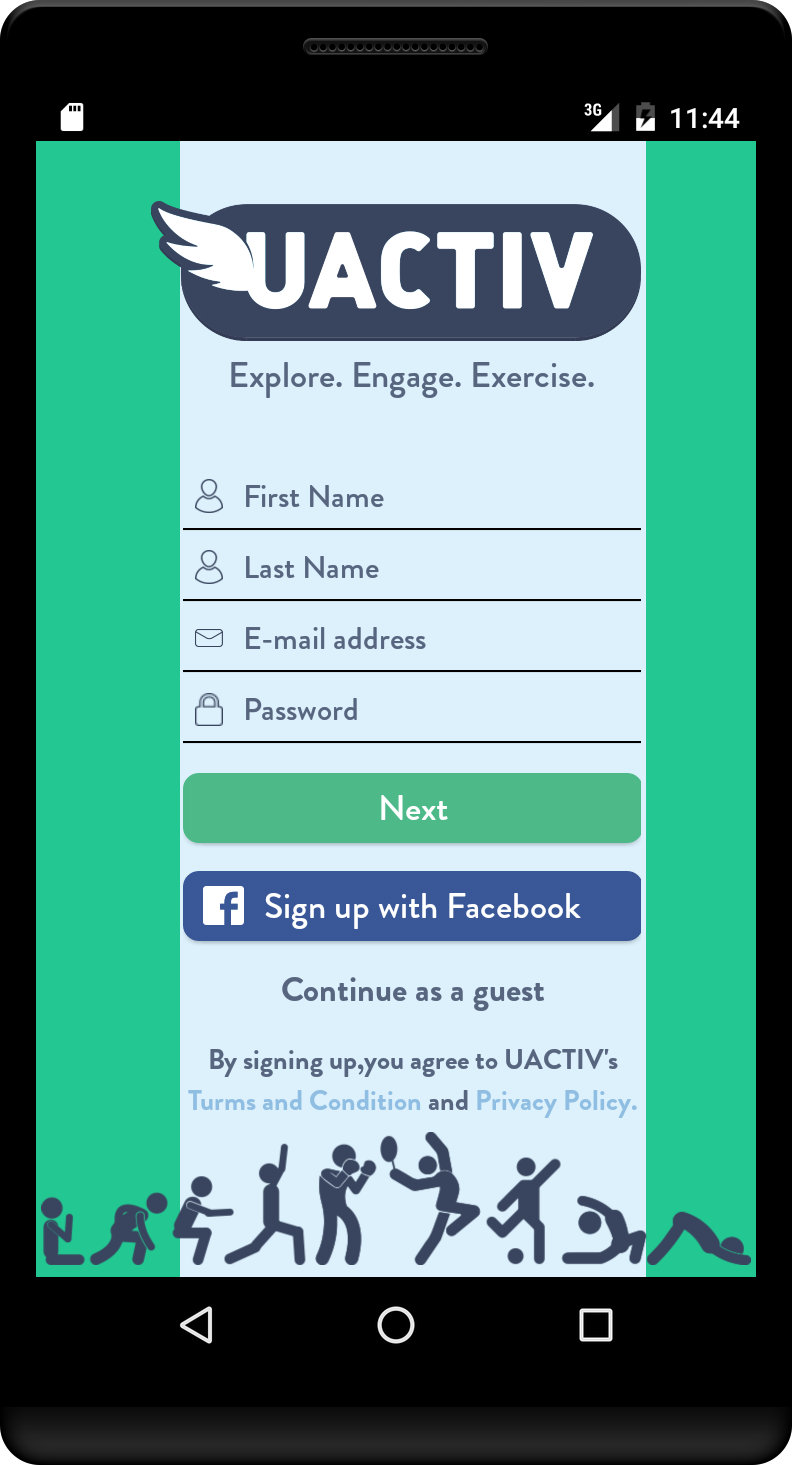 3G 11:44
UACTIV
Explore. Engage. Exercise.
First Name
Last Name
E-mail address
Password
Next
Sign up with Facebook
Continue as a guest
By signing up,you agree to UACTIV's
Turms and Condition and Privacy Policy.